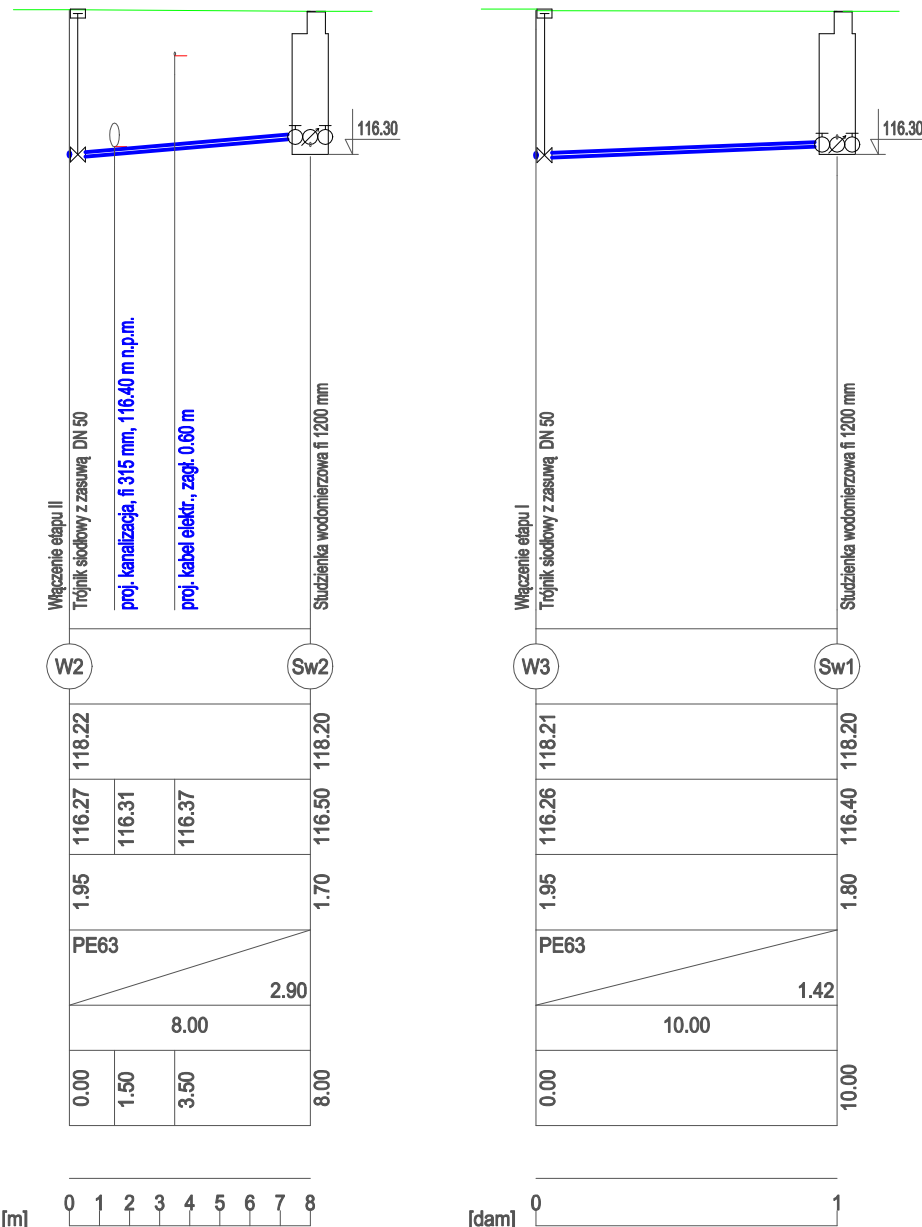 116.30
Włączenie etapu II
Trójnik siodłowy z zasuwą DN 50
proj. kanalizacja, fi 315 mm, 116.40 m n.p.m.
proj. kabel elektr., zagł. 0.60 m
Studzienka wodomierzowa fi 1200 mm
W2
Sw2
118.22
118.20
116.27
116.31
116.37
116.50
1.95
1.70
PE63
2.90
8.00
0.00
1.50
3.50
8.00
[m]
0 1 2 3 4 5 6 7 8
116.30
Włączenie etapu I
Trójnik siodłowy z zasuwą DN 50
Studzienka wodomierzowa fi 1200 mm
W3
Sw1
118.21
118.20
116.26
116.40
1.95
1.80
PE63
1.42
10.00
0.00
10.00
[dam]
0 1